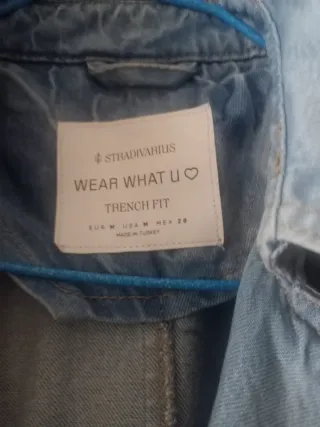 STRADIVARIUS
WEAR WHAT U ♡
TRENCH FIT
EUR M USA M MEX 28
MADE IN TURKEY